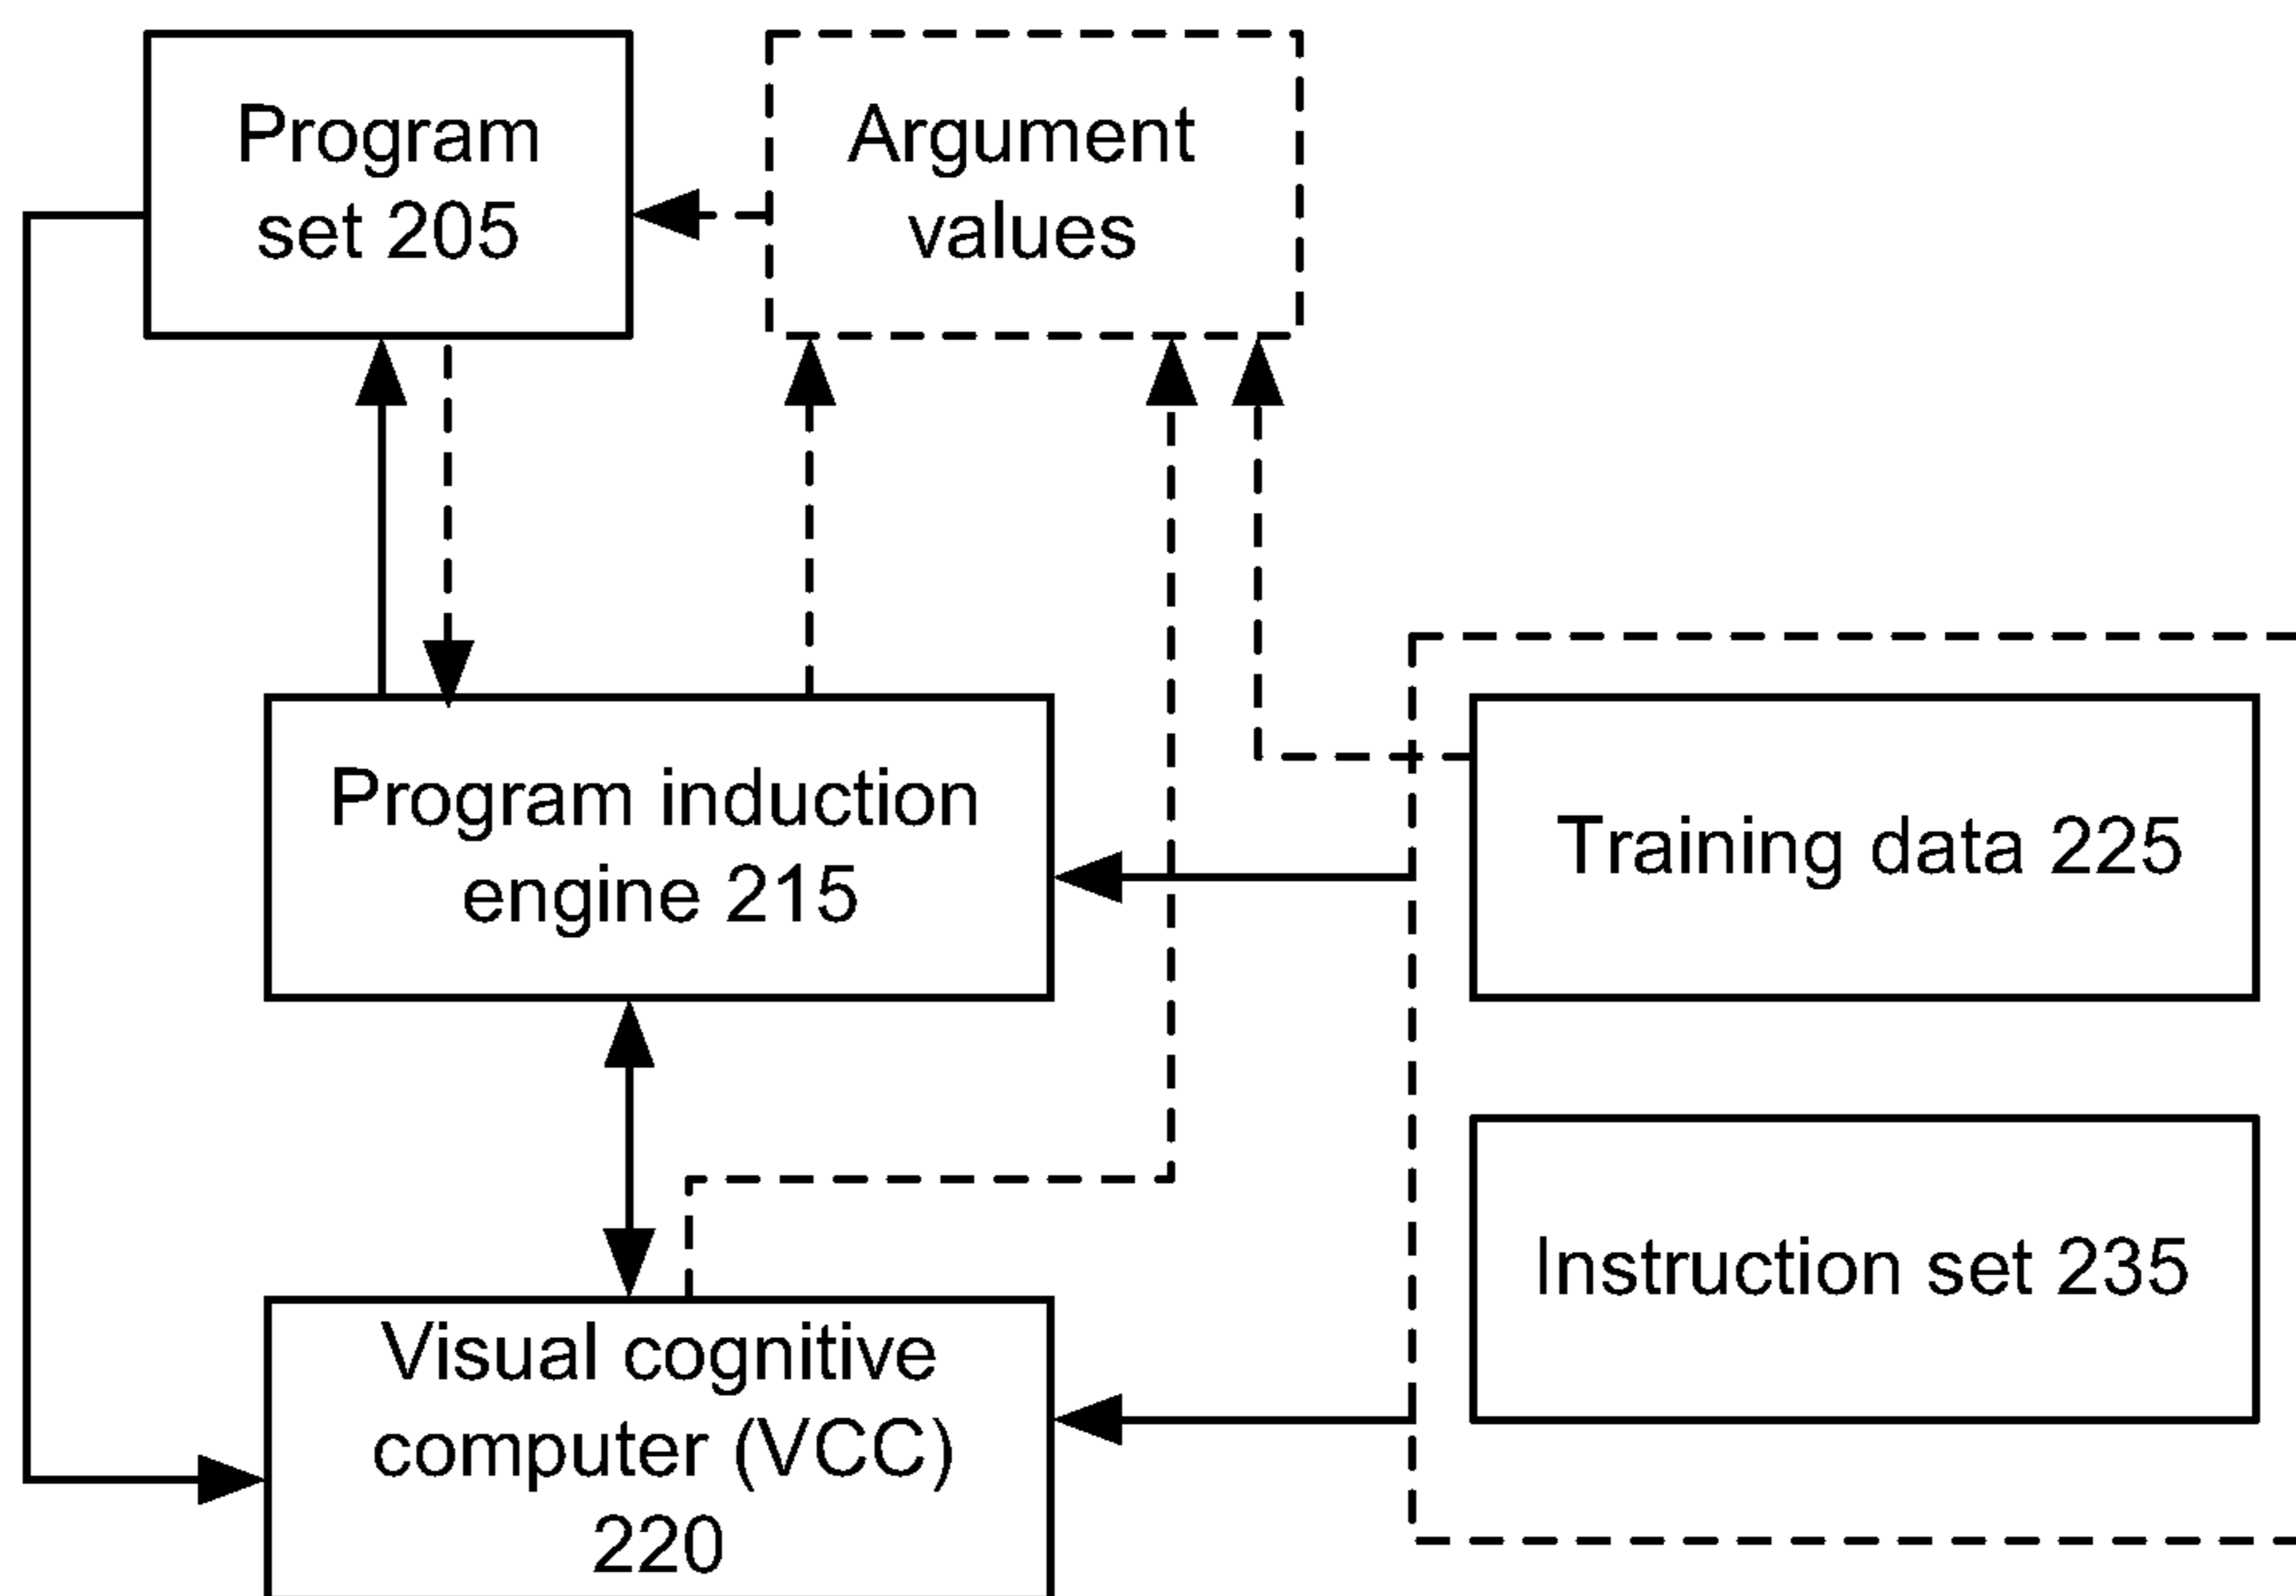 Program
set 205
Argument
values
Program induction
engine 215
Training data 225
Instruction set 235
Visual cognitive
computer (VCC)
220